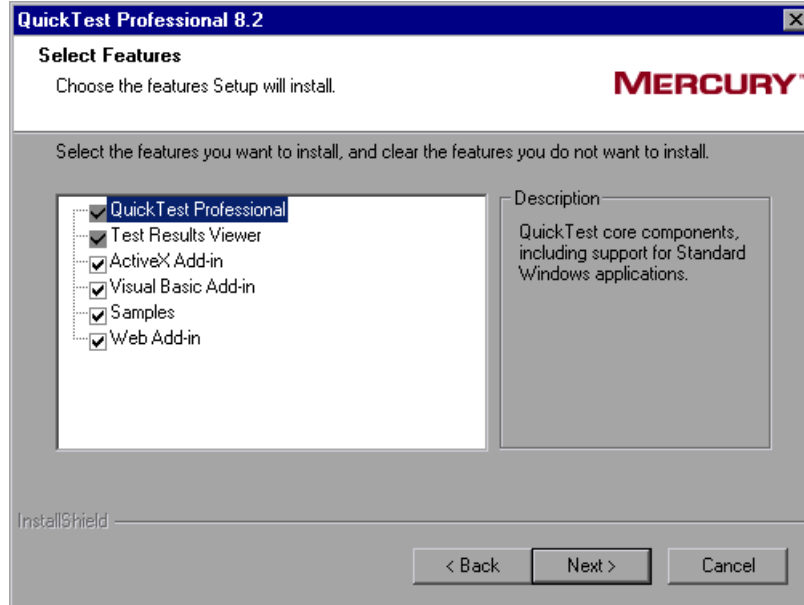 QuickTest Professional 8.2
Select Features
Choose the features Setup will install.
MERCURY™
Select the features you want to install, and clear the features you do not want to install.
QuickTest Professional
Test Results Viewer
ActiveX Add-in
Visual Basic Add-in
Samples
Web Add-in
Description
QuickTest core components,
including support for Standard
Windows applications.
InstallShield
< Back
Next >
Cancel